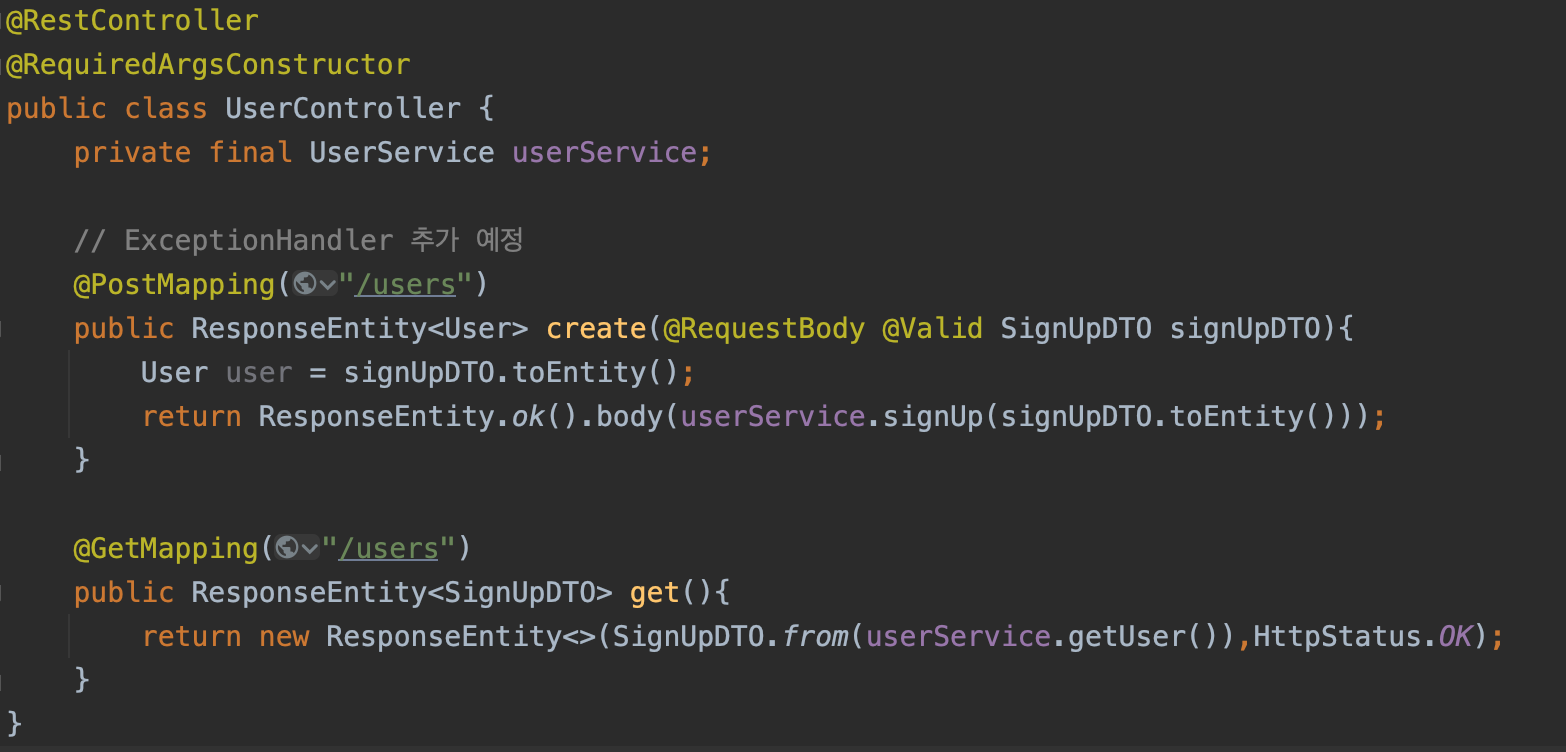 @RestController
@RequiredArgsConstructor
public class UserController {
    private final UserService userService;

    // ExceptionHandler 추가 예정
    @PostMapping("/users")
    public ResponseEntity<User> create(@RequestBody @Valid SignUpDTO signUpDTO){
        User user = signUpDTO.toEntity();
        return ResponseEntity.ok().body(userService.signUp(signUpDTO.toEntity()));
    }

    @GetMapping("/users")
    public ResponseEntity<SignUpDTO> get(){
        return new ResponseEntity<>(SignUpDTO.from(userService.getUser()),HttpStatus.OK);
    }
}